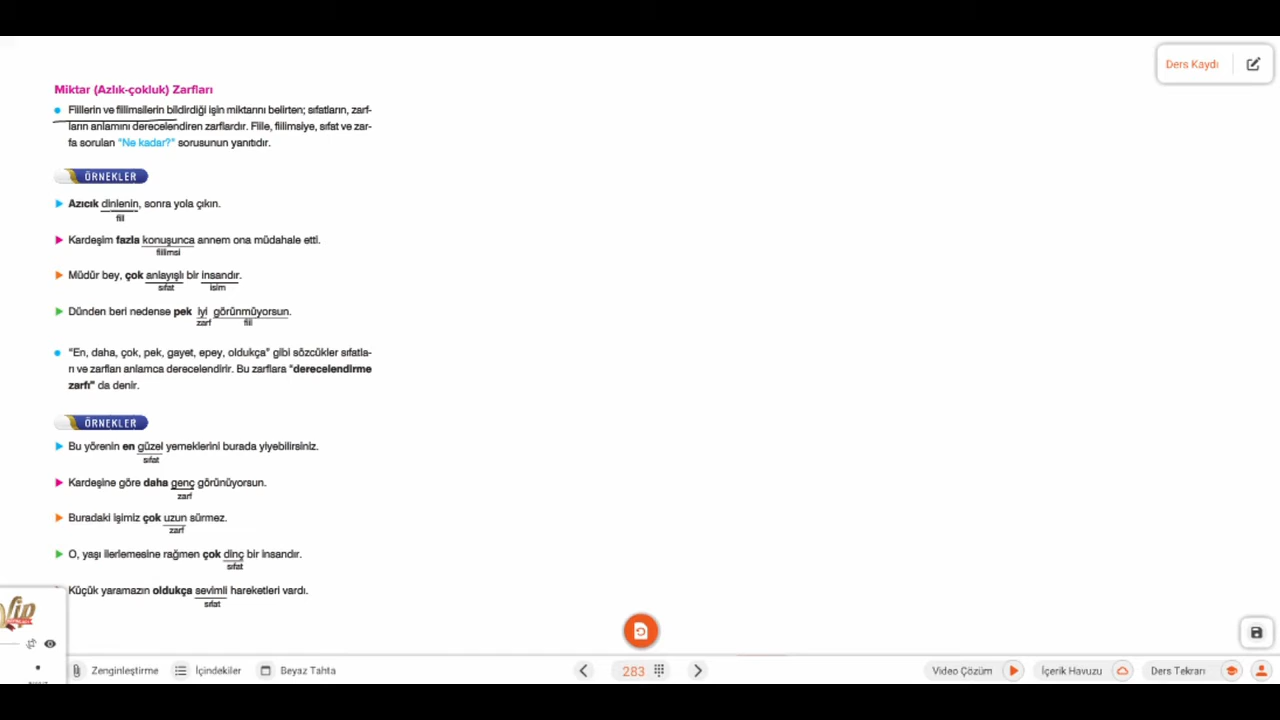 Ders Kaydı
Miktar (Azlık-çokluk) Zarfları
Fiillerin ve fiilimsilerin bildirdiği işin miktarını belirten; sıfatların, zarf-
ların anlamını derecelendiren zarflardır. Fiile, fiilimsiye, sıfat ve zar-
fa sorulan "Ne kadar?" sorusunun yanıtıdır.
ÖRNEKLER
Azıcık dinlenin, sonra yola çıkın.
fiil
Kardeşim fazla konuşunca annem ona müdahale etti.
fiilimsi
Müdür bey, çok anlayışlı bir insandır.
sıfat isim
Dünden beri nedense pek iyi görünmüyorsun.
zarf fiil
"En, daha, çok, pek, gayet, epey, oldukça" gibi sözcükler sıfatla-
rı ve zarfları anlamca derecelendirir. Bu zarflara "derecelendirme
zarfı" da denir.
ÖRNEKLER
Bu yörenin en güzel yemeklerini burada yiyebilirsiniz.
sıfat
Kardeşine göre daha genç görünüyorsun.
zarf
Buradaki işimiz çok uzun sürmez.
zarf
O, yaşı ilerlemesine rağmen çok dinç bir insandır.
sıfat
Küçük yaramazın oldukça sevimli hareketleri vardı.
sıfat
Vip
Zenginleştirme İçindekiler Beyaz Tahta 283 Video Çözüm İçerik Havuzu Ders Tekrarı